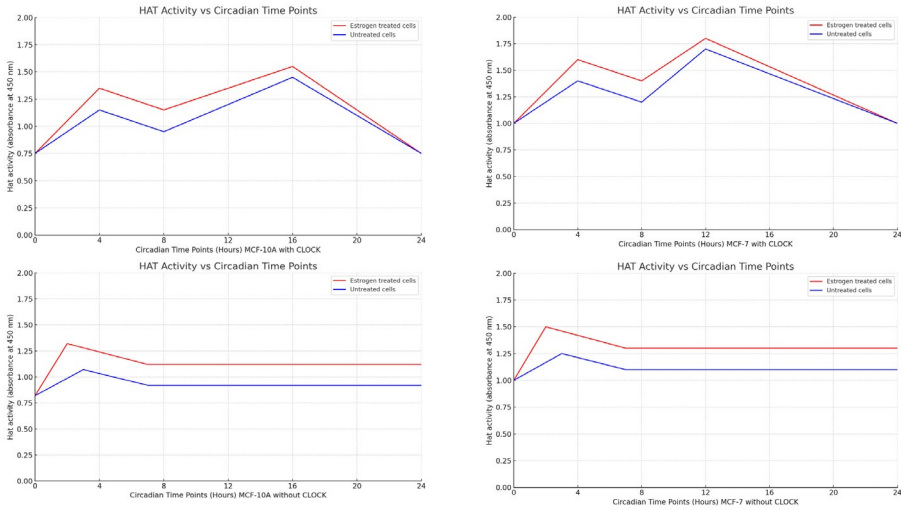 HAT Activity vs Circadian Time Points
Estrogen treated cells
Untreated cells
Hat activity (absorbance at 450 nm)
2.00
1.75
1.50
1.25
1.00
0.75
0.50
0.25
0.00
0 4 8 12 16 20 24
Circadian Time Points (Hours) MCF-10A with CLOCK
HAT Activity vs Circadian Time Points
Estrogen treated cells
Untreated cells
Hat activity (absorbance at 450 nm)
2.00
1.75
1.50
1.25
1.00
0.75
0.50
0.25
0.00
0 4 8 12 16 20 24
Circadian Time Points (Hours) MCF-7 with CLOCK
HAT Activity vs Circadian Time Points
Estrogen treated cells
Untreated cells
Hat activity (absorbance at 450 nm)
2.00
1.75
1.50
1.25
1.00
0.75
0.50
0.25
0.00
0 4 8 12 16 20 24
Circadian Time Points (Hours) MCF-10A without CLOCK
HAT Activity vs Circadian Time Points
Estrogen treated cells
Untreated cells
Hat activity (absorbance at 450 nm)
2.00
1.75
1.50
1.25
1.00
0.75
0.50
0.25
0.00
0 4 8 12 16 20 24
Circadian Time Points (Hours) MCF-7 without CLOCK